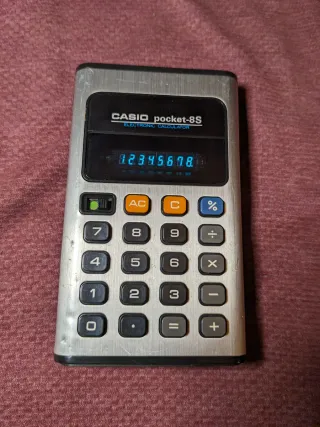 CASIO pocket-8S
ELECTRONIC CALCULATOR
12345678.
AC C %
7 8 9 ÷
4 5 6 ×
1 2 3 −
0 · = +